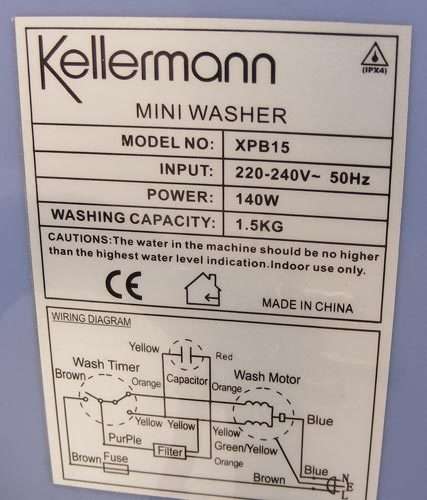 Kellermann
(IPX4)
MINI WASHER
MODEL NO: XPB15
INPUT: 220-240V~ 50Hz
POWER: 140W
WASHING CAPACITY: 1.5KG
CAUTIONS:The water in the machine should be no higher
than the highest water level indication.Indoor use only.
CE
MADE IN CHINA
WIRING DIAGRAM
Yellow
Red
Wash Timer
Capacitor
Brown
Orange
Orange
Wash Motor
Yellow
Yellow
Blue
PurPle
Filter
Yellow
Green/Yellow
Brown
Fuse
Orange
Blue
Brown
N
E
L